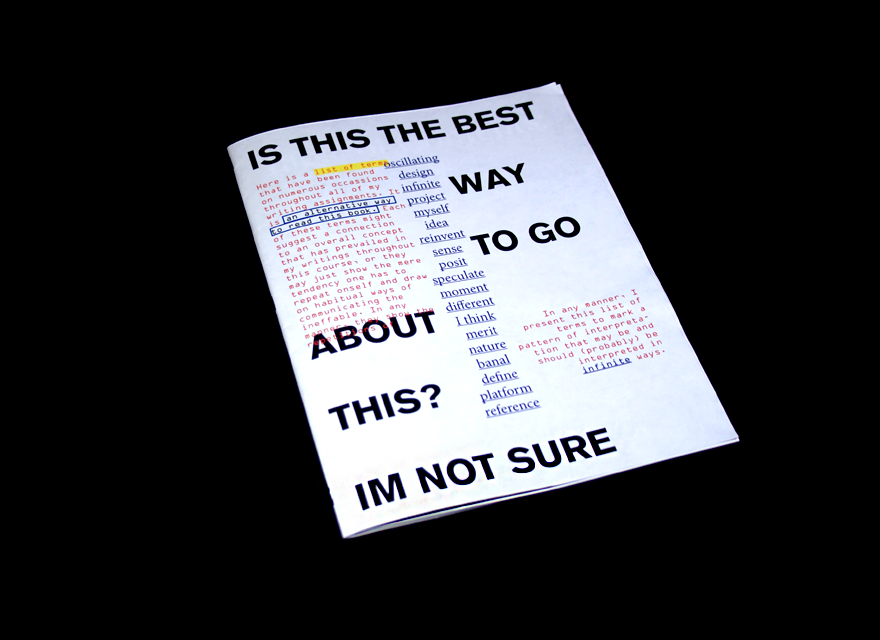 IS THIS THE BEST
WAY
TO GO
ABOUT
THIS?
IM NOT SURE
Here is a list of terms
that have been found
on numerous occassions
throughout all of my
writing assignments. It
is an alternative way
to read this book. Each
of these terms might
suggest a connection
to an overall concept
that has prevailed in
my writings throughout
this course, or they
may just show the mere
tendency one has to
repeat onself and draw
on habitual ways of
communicating the
ineffable. In any
manner, they show the
oscillating
design
infinite
project
myself
idea
reinvent
sense
posit
speculate
moment
different
I think
merit
nature
banal
define
platform
reference
In any manner, I
present this list of
terms to mark a
pattern of interpreta-
tion that may be and
should (probably) be
interpreted in
infinite ways.